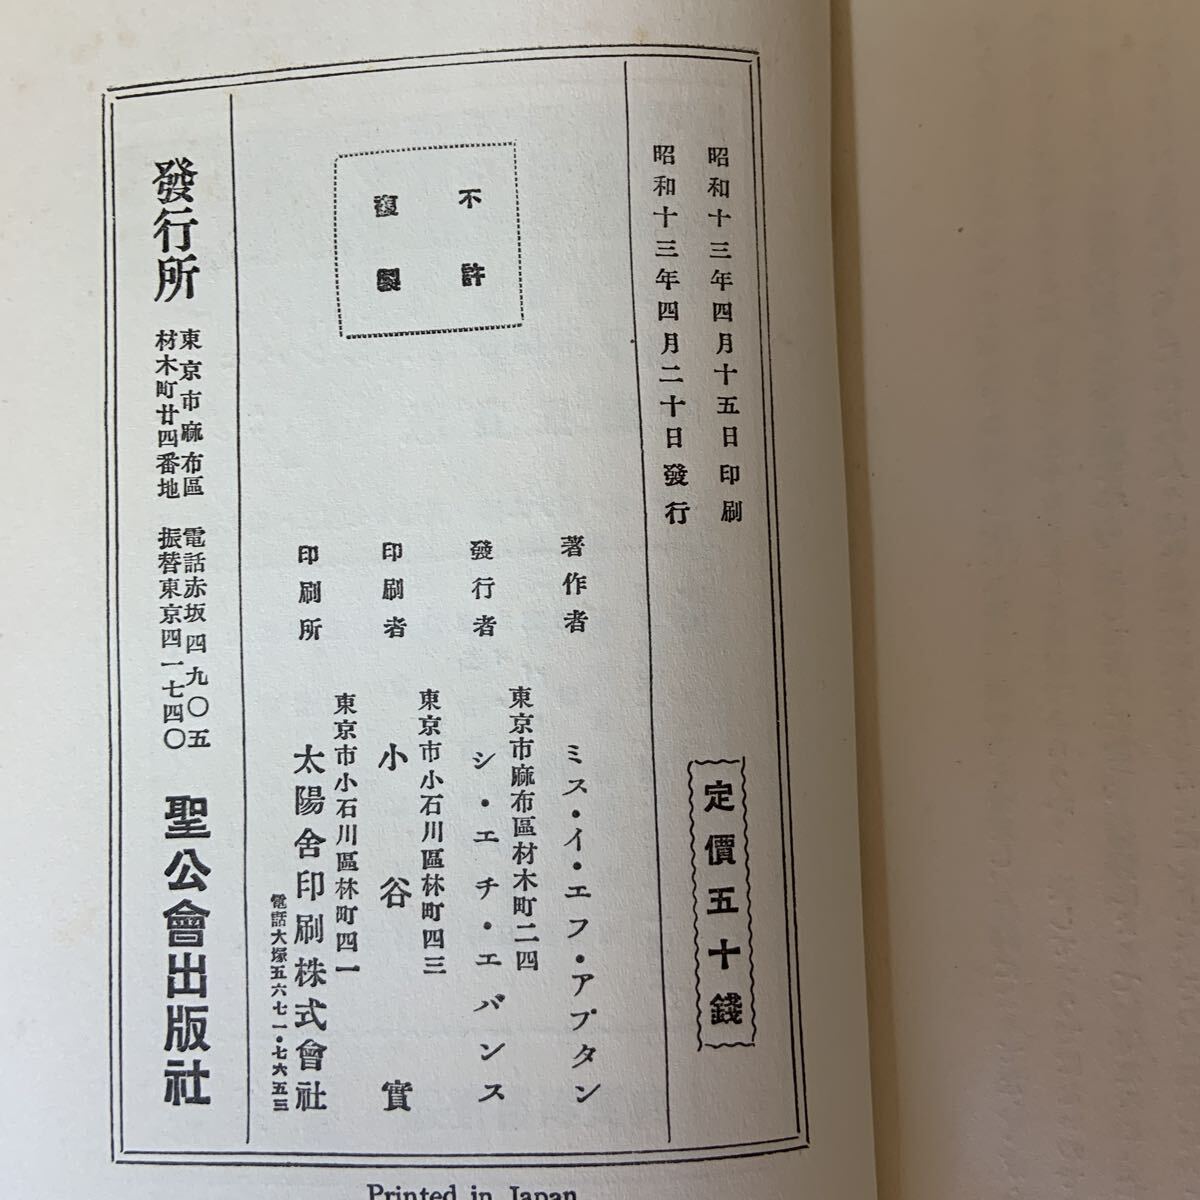 昭和十三年四月十五日印刷
昭和十三年四月二十日發行
定價五十錢
不許
複製
著作者 ミス・イ・エフ・アプタン
東京市麻布區材木町二四
發行者 シ・エチ・エバンス
東京市小石川區林町四三
印刷者 小谷實
東京市小石川區林町四一
印刷所 太陽舍印刷株式會社
電話大塚五六七一・七六五三
發行所
東京市麻布區
材木町廿四番地
電話赤坂四九〇五
振替東京四一七四〇
聖公會出版社
Printed in Japan